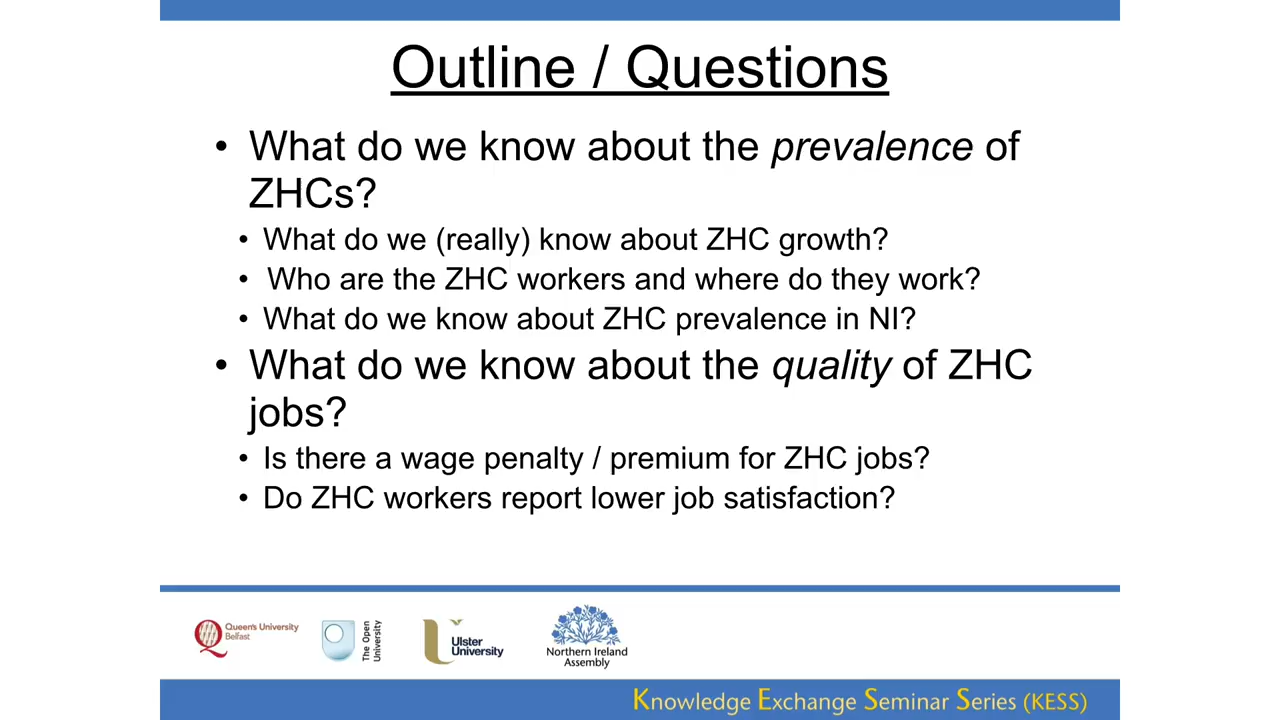 Outline / Questions
• What do we know about the prevalence of
ZHCs?
• What do we (really) know about ZHC growth?
• Who are the ZHC workers and where do they work?
• What do we know about ZHC prevalence in NI?
• What do we know about the quality of ZHC
jobs?
• Is there a wage penalty / premium for ZHC jobs?
• Do ZHC workers report lower job satisfaction?
Queen's University
Belfast
The Open
University
Ulster
University
Northern Ireland
Assembly
Knowledge Exchange Seminar Series (KESS)